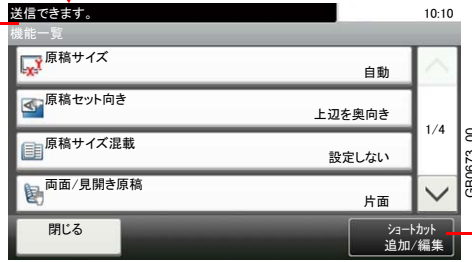 送信できます。
10:10
機能一覧
原稿サイズ
自動
原稿セット向き
上辺を奥向き
原稿サイズ混載
設定しない
1/4
両面/見開き原稿
片面
閉じる
ショートカット
追加/編集
GB0673_00